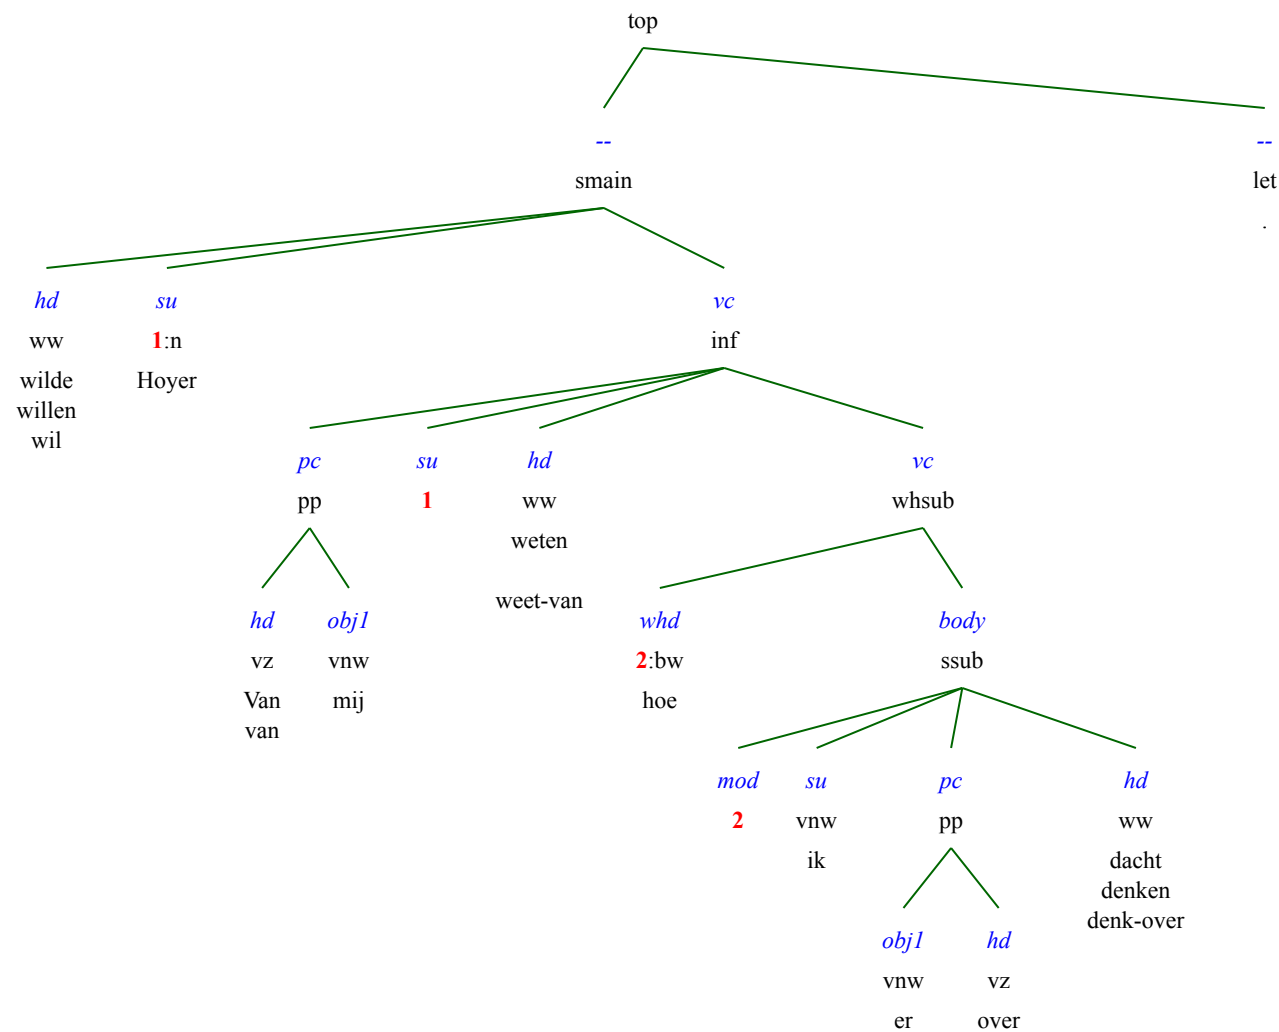 top
-- --
smain let
.
hd su vc
ww 1:n inf
wilde Hoyer
willen
wil
pc su hd vc
pp 1 ww whsub
weten
weet-van
hd obj1 whd body
vz vnw 2:bw ssub
Van mij hoe
van
mod su pc hd
2 vnw pp ww
ik dacht
denken
denk-over
obj1 hd
vnw vz
er over